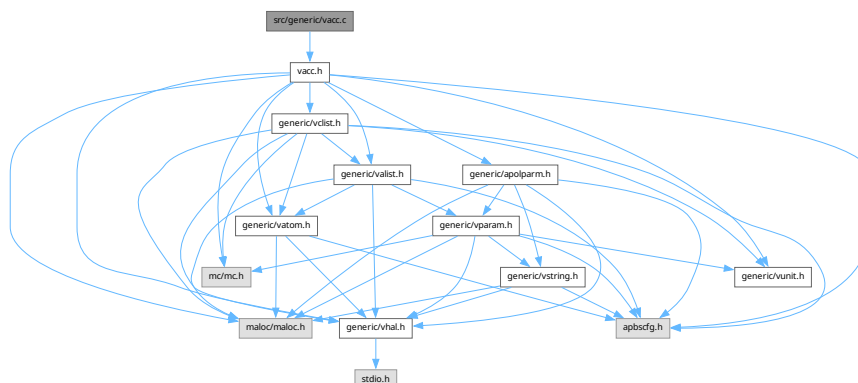 src/generic/vacc.c
vacc.h
generic/vclist.h
generic/valist.h
generic/apolparm.h
generic/vatom.h
generic/vparam.h
mc/mc.h
generic/vstring.h
generic/vunit.h
maloc/maloc.h
generic/vhal.h
apbscfg.h
stdio.h